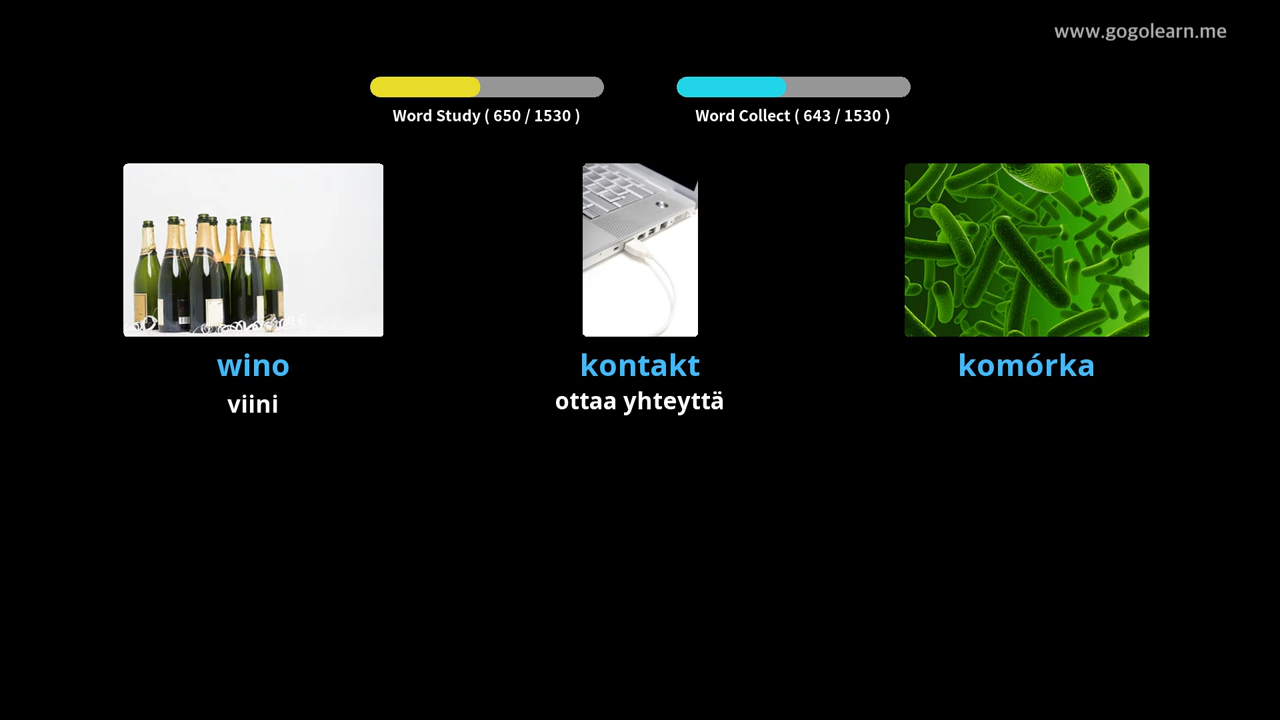 www.gogolearn.me
Word Study ( 650 / 1530 )
Word Collect ( 643 / 1530 )
wino
viini
kontakt
ottaa yhteyttä
komórka